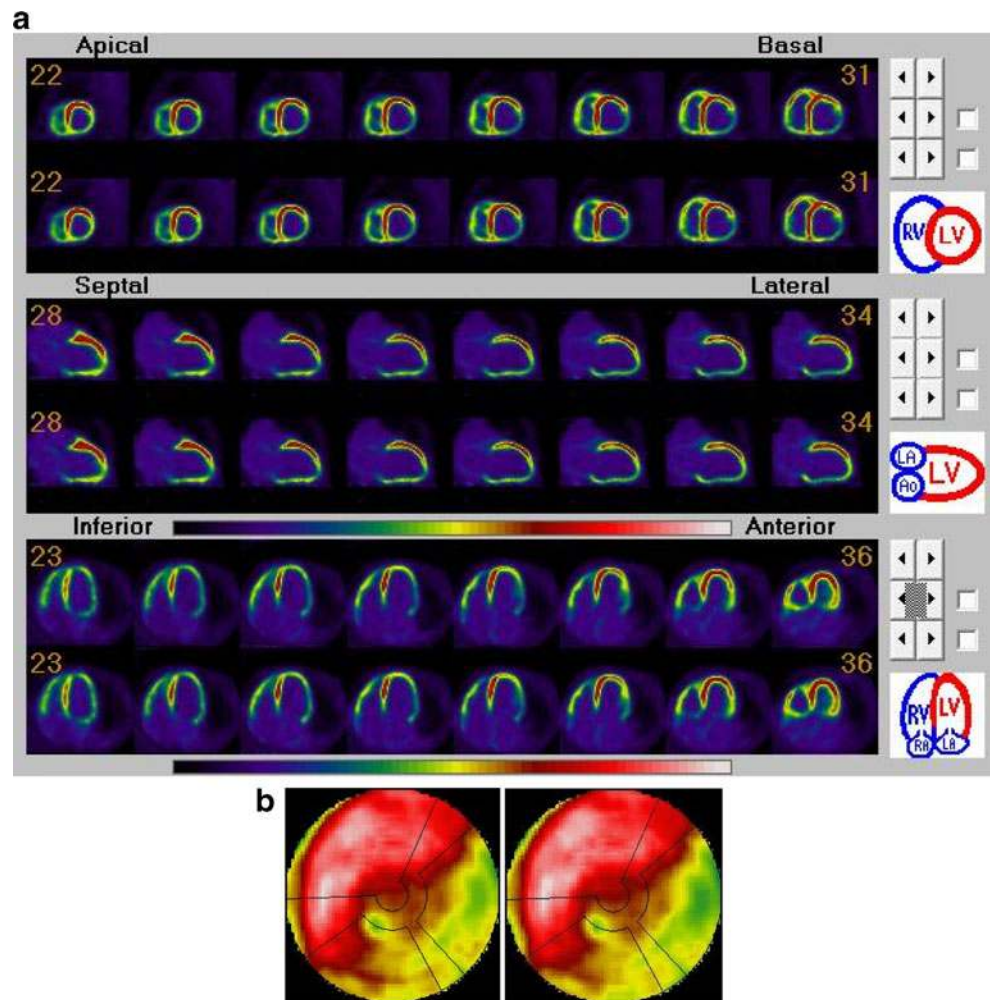 a
Apical Basal
22 31
22 31
RV LV
Septal Lateral
28 34
28 34
LA LV
Ao
Inferior Anterior
23 36
23 36
RV LV
RA LA
b